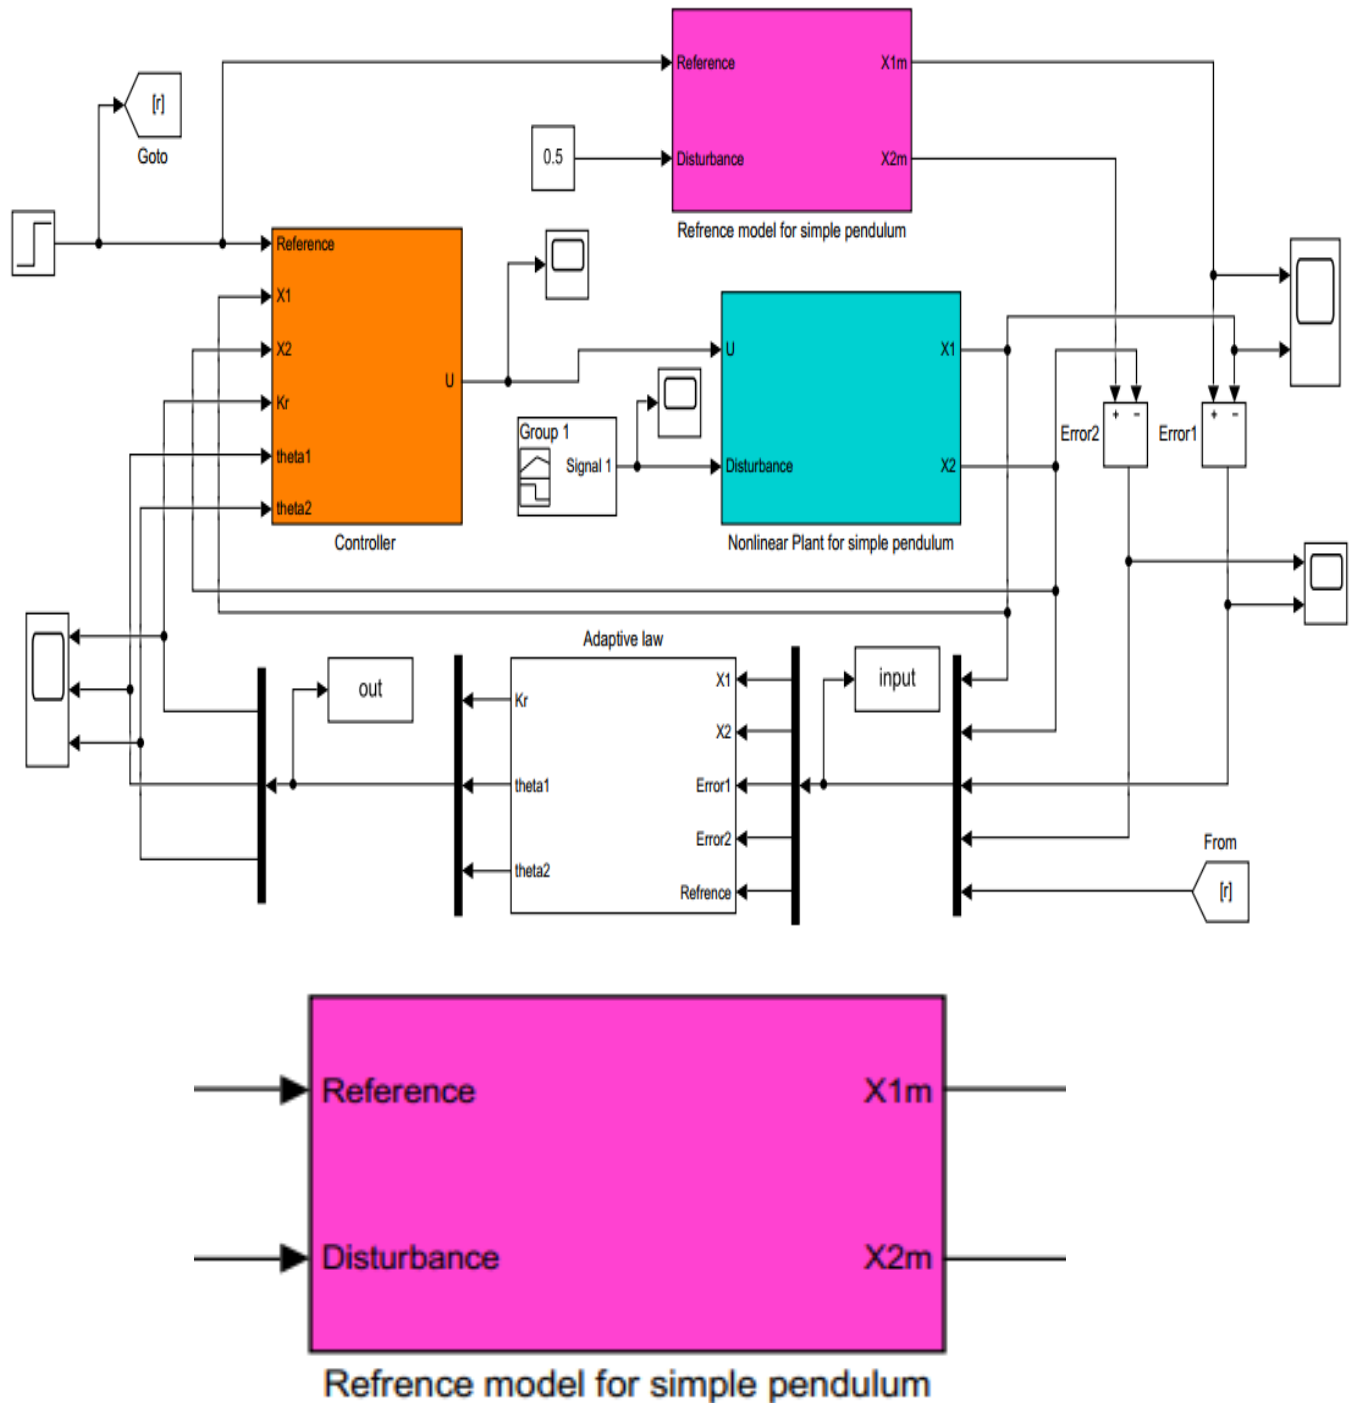 Reference
X1m
[r]
Goto
0.5
Disturbance
X2m
Refrence model for simple pendulum
Reference
X1
X2
Kr
theta1
theta2
U
Controller
U
X1
Group 1
Signal 1
Disturbance
X2
Nonlinear Plant for simple pendulum
+ −
Error2
+ −
Error1
Adaptive law
out
Kr
theta1
theta2
X1
X2
Error1
Error2
Refrence
input
From
[r]
Reference
X1m
Disturbance
X2m
Refrence model for simple pendulum